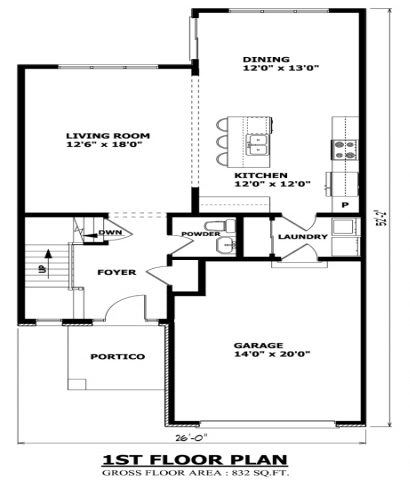 DINING
12'0" x 13'0"
LIVING ROOM
12'6" x 18'0"
KITCHEN
12'0" x 12'0"
P
52'-2"
DWN
POWDER
LAUNDRY
UP
FOYER
GARAGE
14'0" x 20'0"
PORTICO
26'-0"
1ST FLOOR PLAN
GROSS FLOOR AREA : 832 SQ.FT.